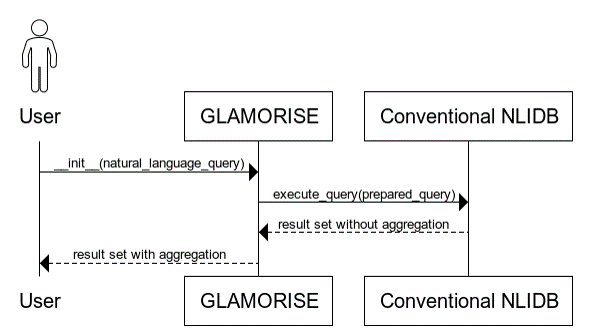 User
GLAMORISE
Conventional NLIDB
__init__(natural_language_query)
execute_query(prepared_query)
result set without aggregation
result set with aggregation
User
GLAMORISE
Conventional NLIDB